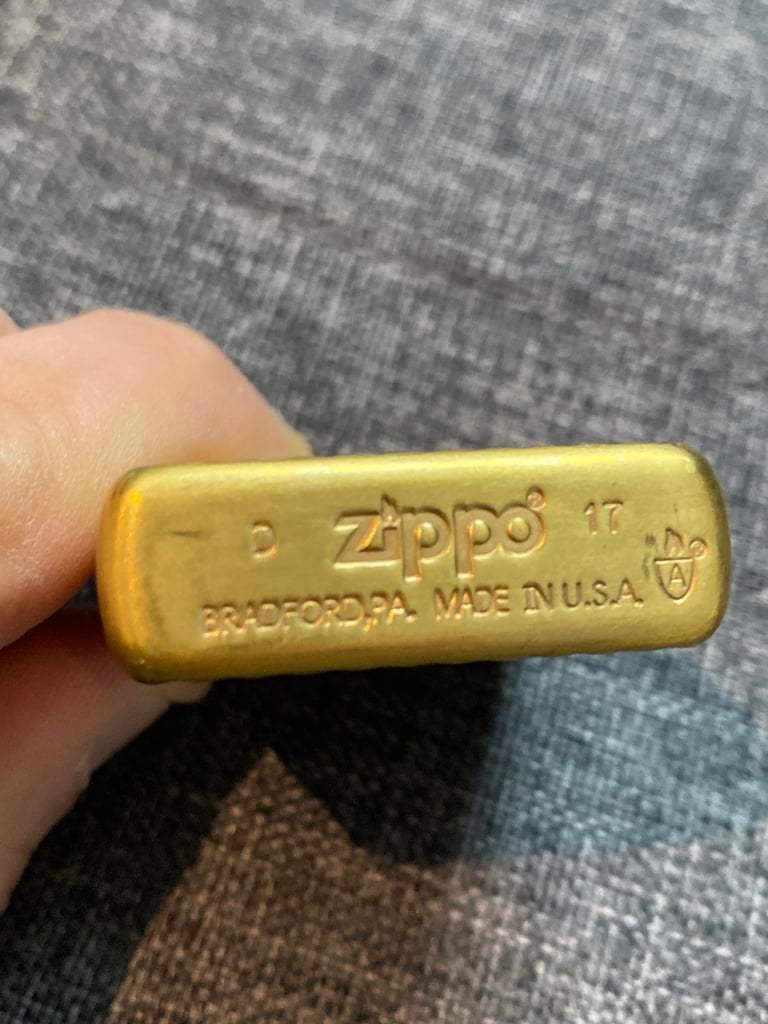 D zippo® 17
BRADFORD,PA. MADE IN U.S.A.
A